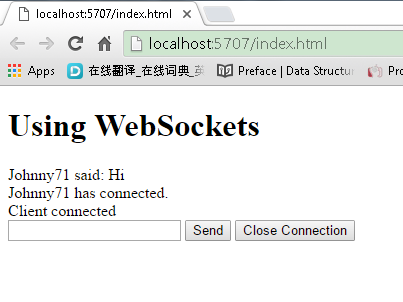 localhost:5707/index.html
localhost:5707/index.html
Apps 在线翻译_在线词典_英 Preface | Data Structur Pro
Using WebSockets
Johnny71 said: Hi
Johnny71 has connected.
Client connected
Send Close Connection